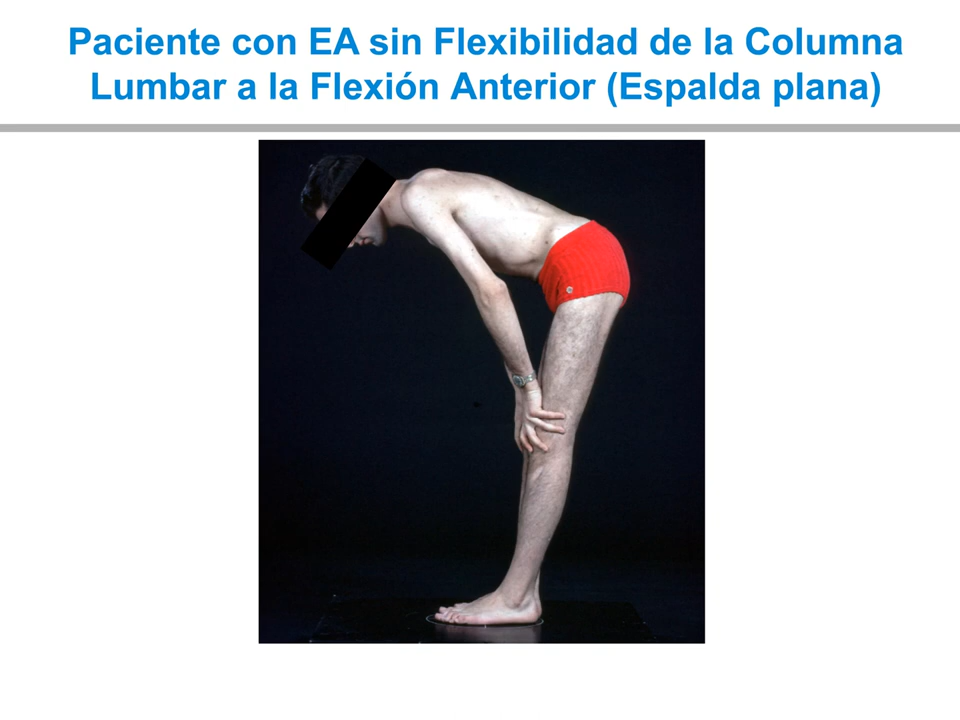 Paciente con EA sin Flexibilidad de la Columna
Lumbar a la Flexión Anterior (Espalda plana)